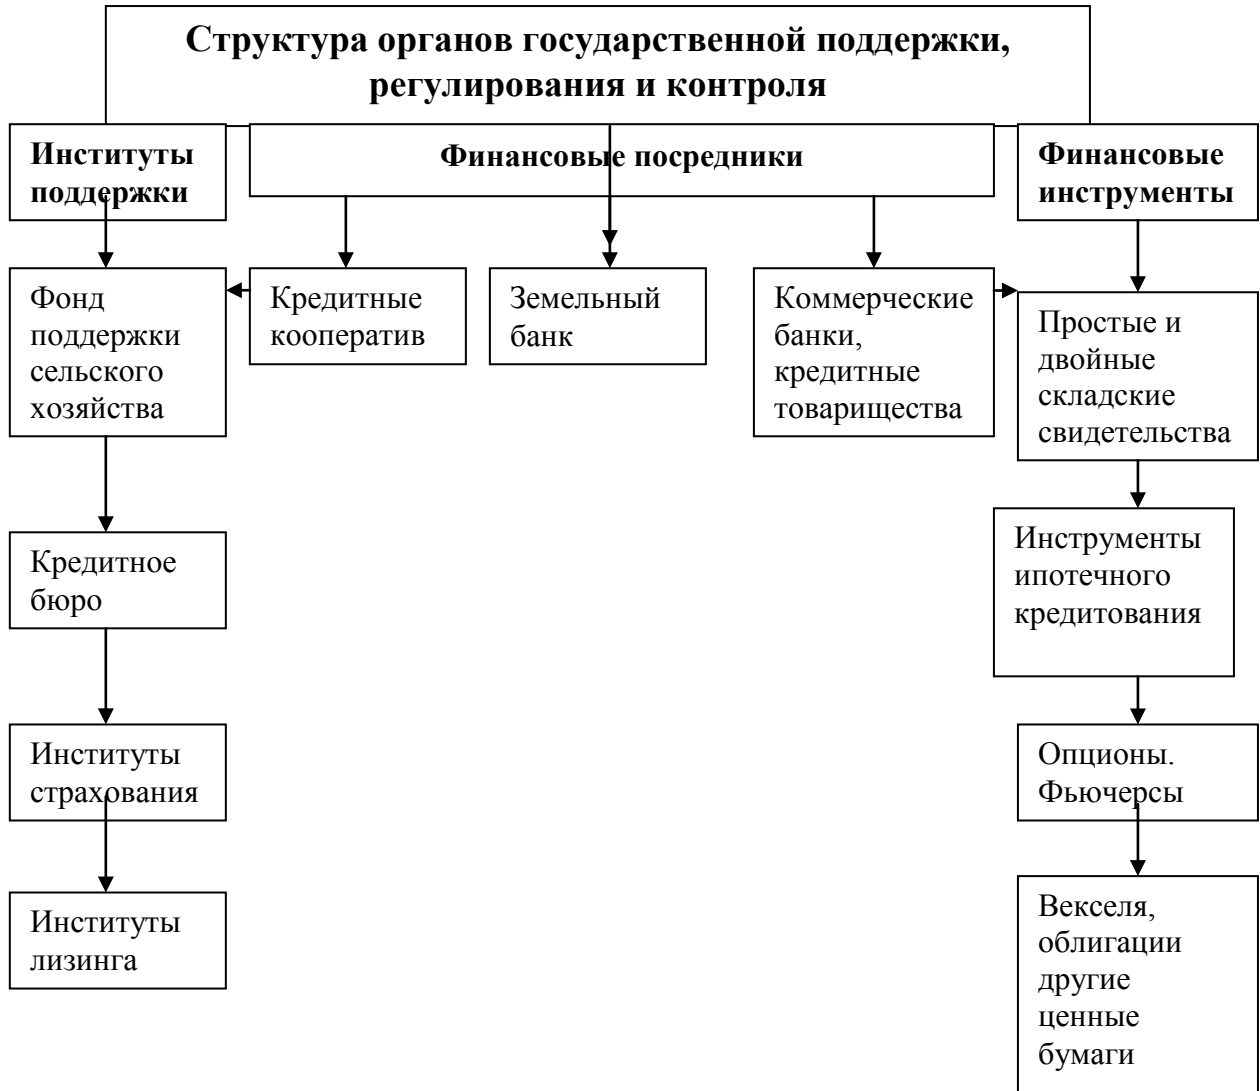 Структура органов государственной поддержки,
регулирования и контроля
Институты
поддержки
Финансовые посредники
Финансовые
инструменты
Фонд
поддержки
сельского
хозяйства
Кредитные
кооператив
Земельный
банк
Коммерческие
банки,
кредитные
товарищества
Простые и
двойные
складские
свидетельства
Кредитное
бюро
Инструменты
ипотечного
кредитования
Институты
страхования
Опционы.
Фьючерсы
Институты
лизинга
Векселя,
облигации
другие
ценные
бумаги